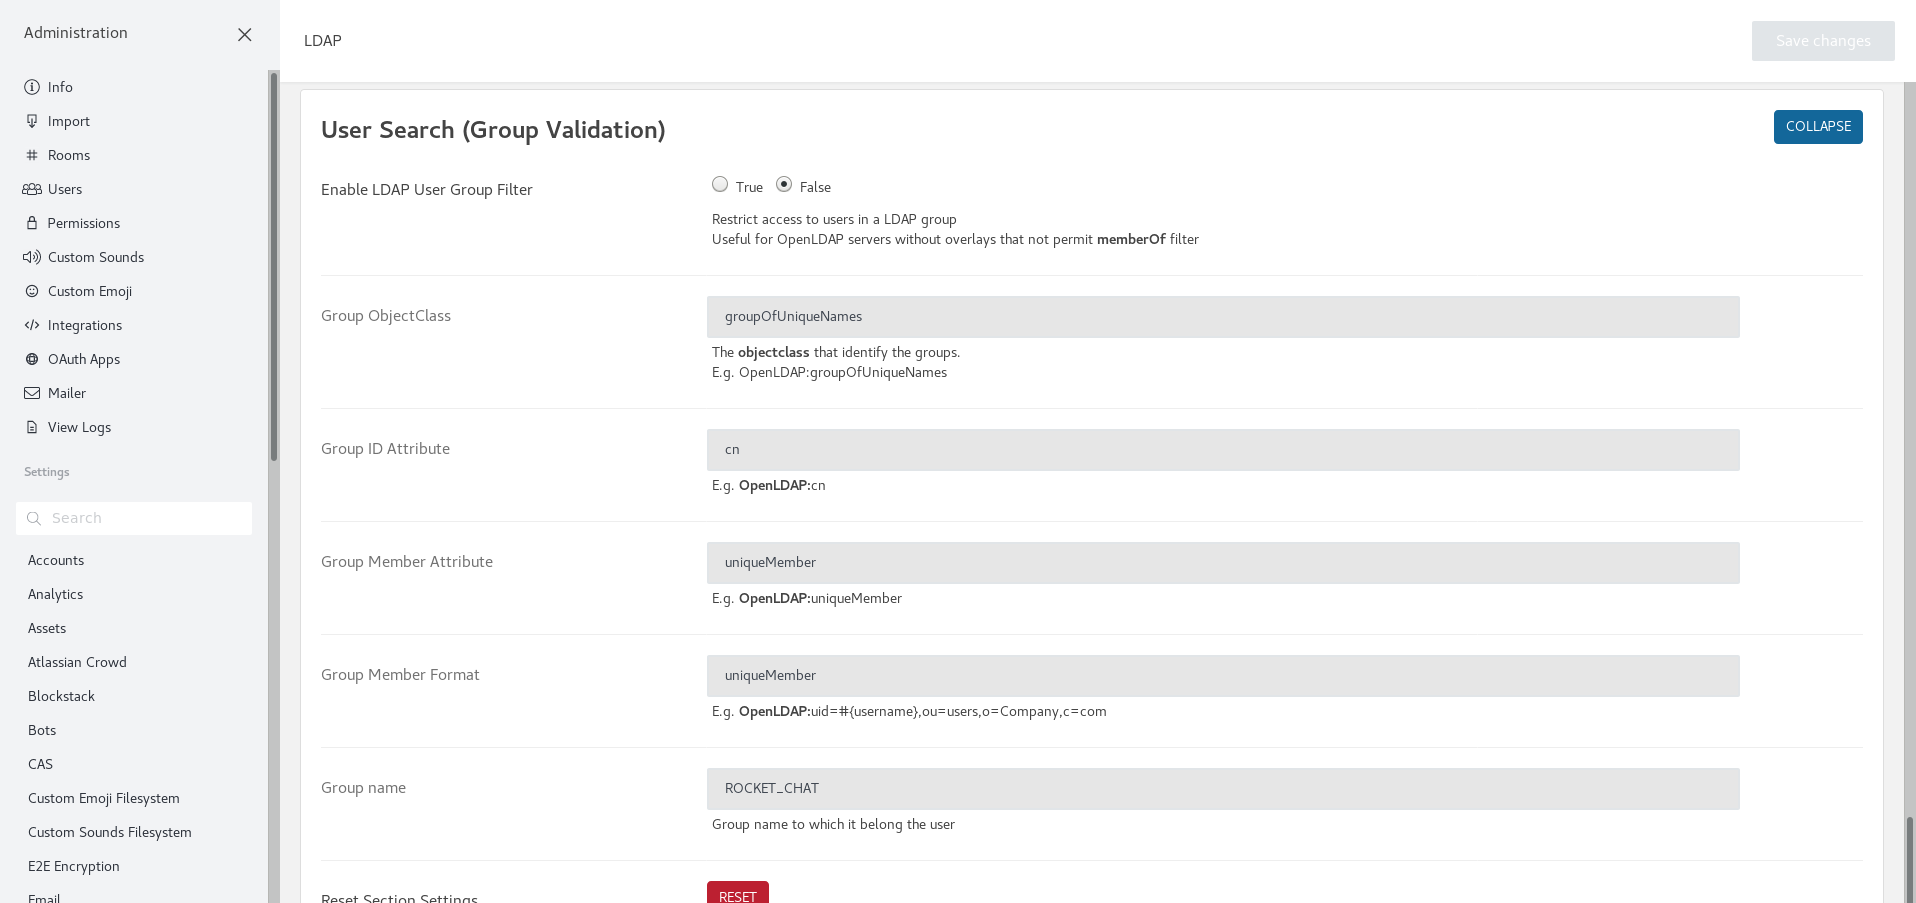 Administration
Info
Import
Rooms
Users
Permissions
Custom Sounds
Custom Emoji
Integrations
OAuth Apps
Mailer
View Logs
Settings
Search
Accounts
Analytics
Assets
Atlassian Crowd
Blockstack
Bots
CAS
Custom Emoji Filesystem
Custom Sounds Filesystem
E2E Encryption
Email
LDAP
Save changes
User Search (Group Validation)
COLLAPSE
Enable LDAP User Group Filter
True False
Restrict access to users in a LDAP group
Useful for OpenLDAP servers without overlays that not permit memberOf filter
Group ObjectClass
groupOfUniqueNames
The objectclass that identify the groups.
E.g. OpenLDAP:groupOfUniqueNames
Group ID Attribute
cn
E.g. OpenLDAP:cn
Group Member Attribute
uniqueMember
E.g. OpenLDAP:uniqueMember
Group Member Format
uniqueMember
E.g. OpenLDAP:uid=#{username},ou=users,o=Company,c=com
Group name
ROCKET_CHAT
Group name to which it belong the user
Reset Section Settings
RESET